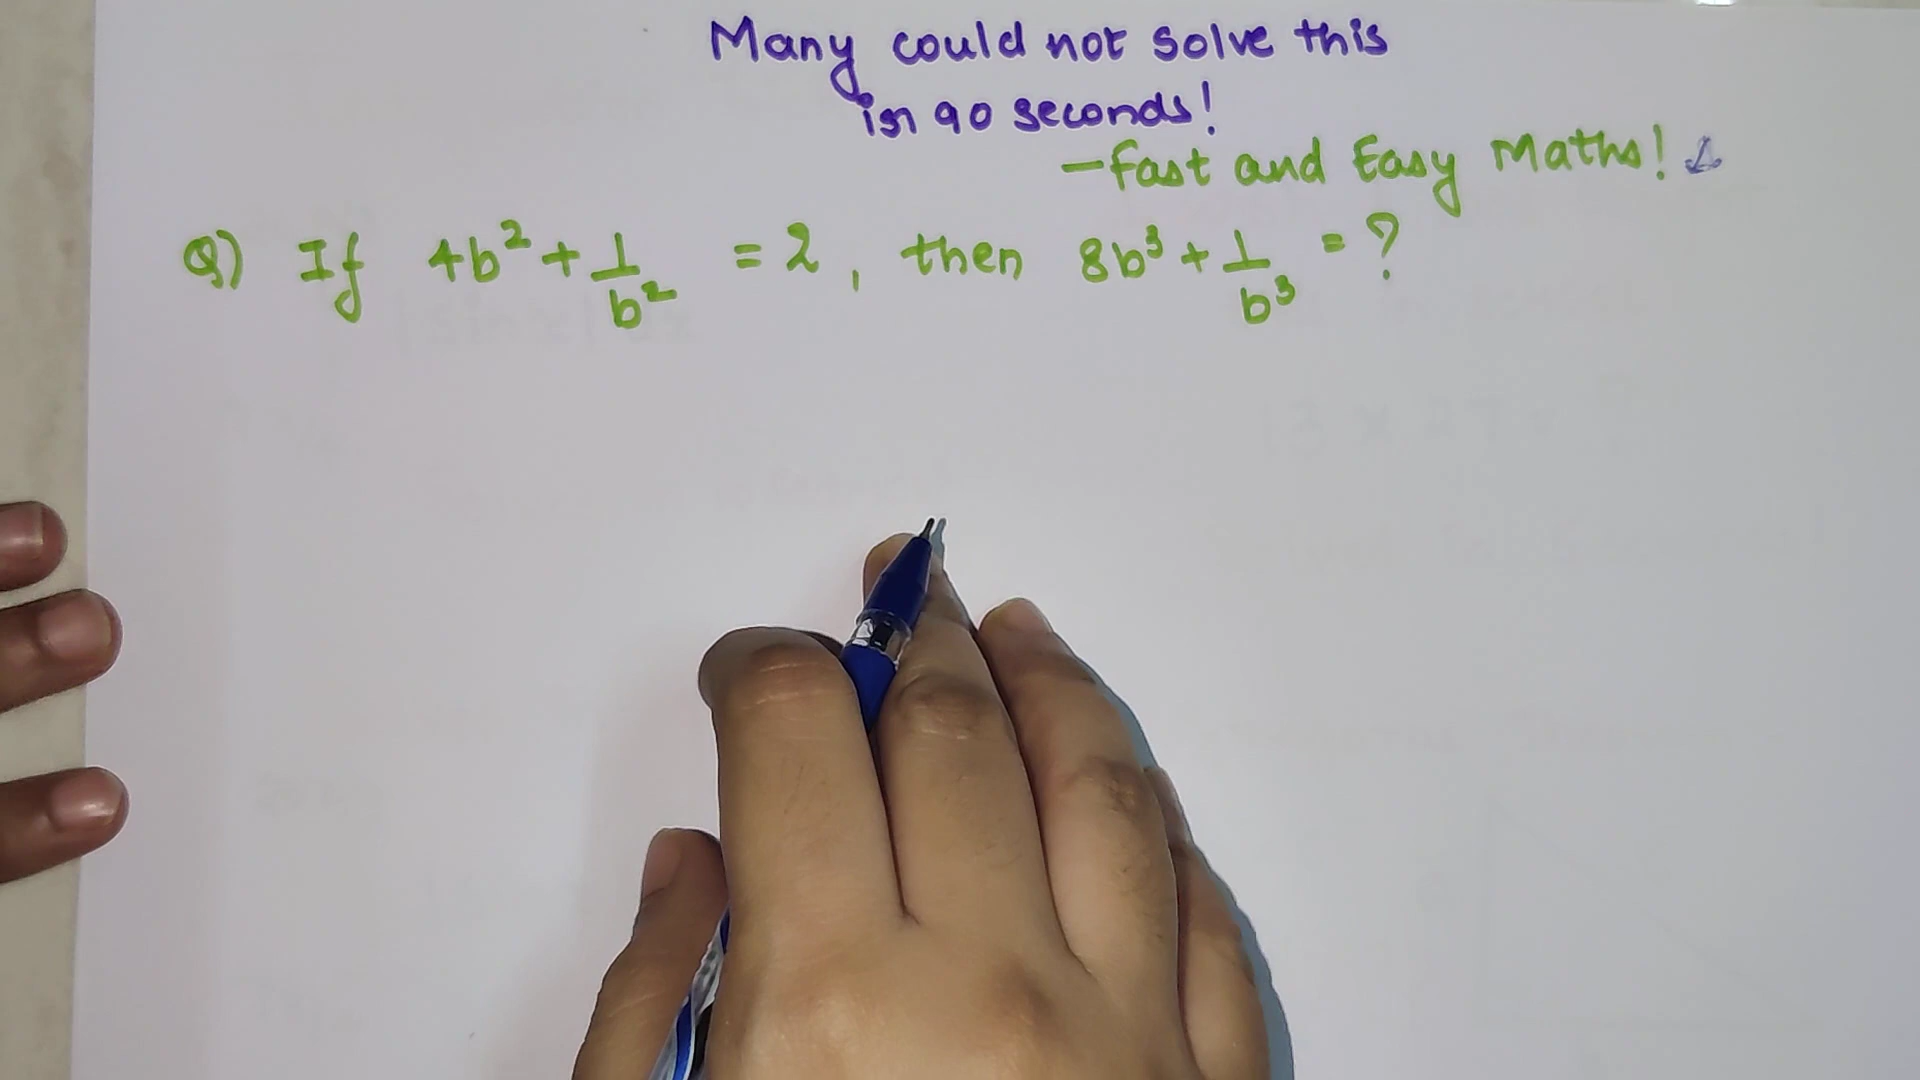 Many could not solve this
in 90 seconds!
-Fast and Easy Maths!
Q) If 4b² + 1/b² = 2, then 8b³ + 1/b³ = ?